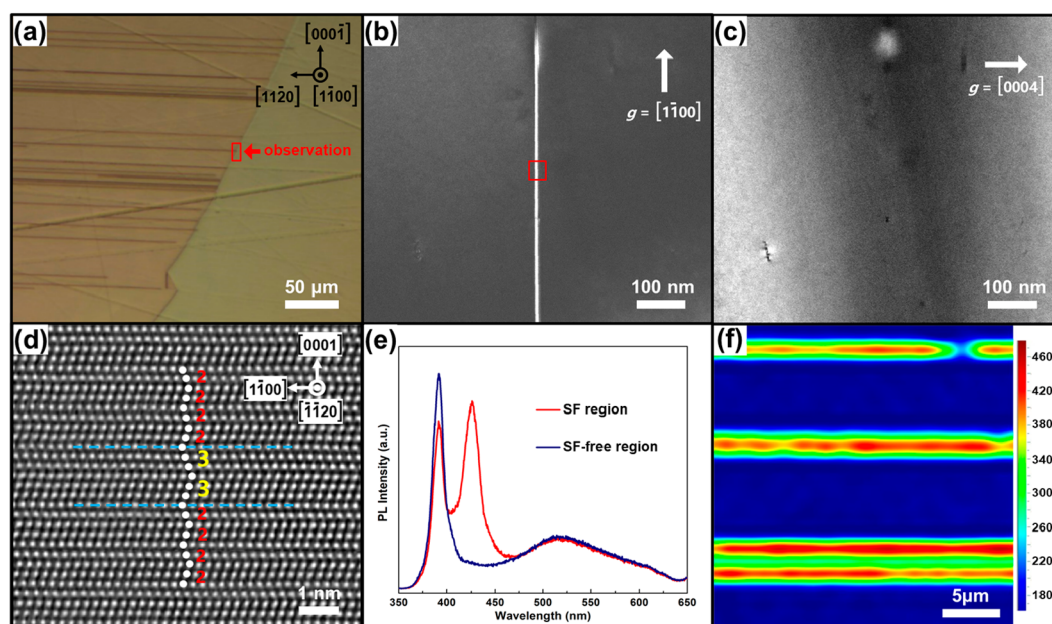 (a)
[0001̄]
[112̄0]
[11̄00]
observation
50 μm
(b)
g = [11̄00]
100 nm
(c)
g = [0004]
100 nm
(d)
[0001]
[11̄00]
[1̄1̄20]
2
2
2
2
3
3
2
2
2
2
1 nm
(e)
SF region
SF-free region
PL Intensity (a.u.)
350
400
450
500
550
600
650
Wavelength (nm)
(f)
460
420
380
340
300
260
220
180
5μm